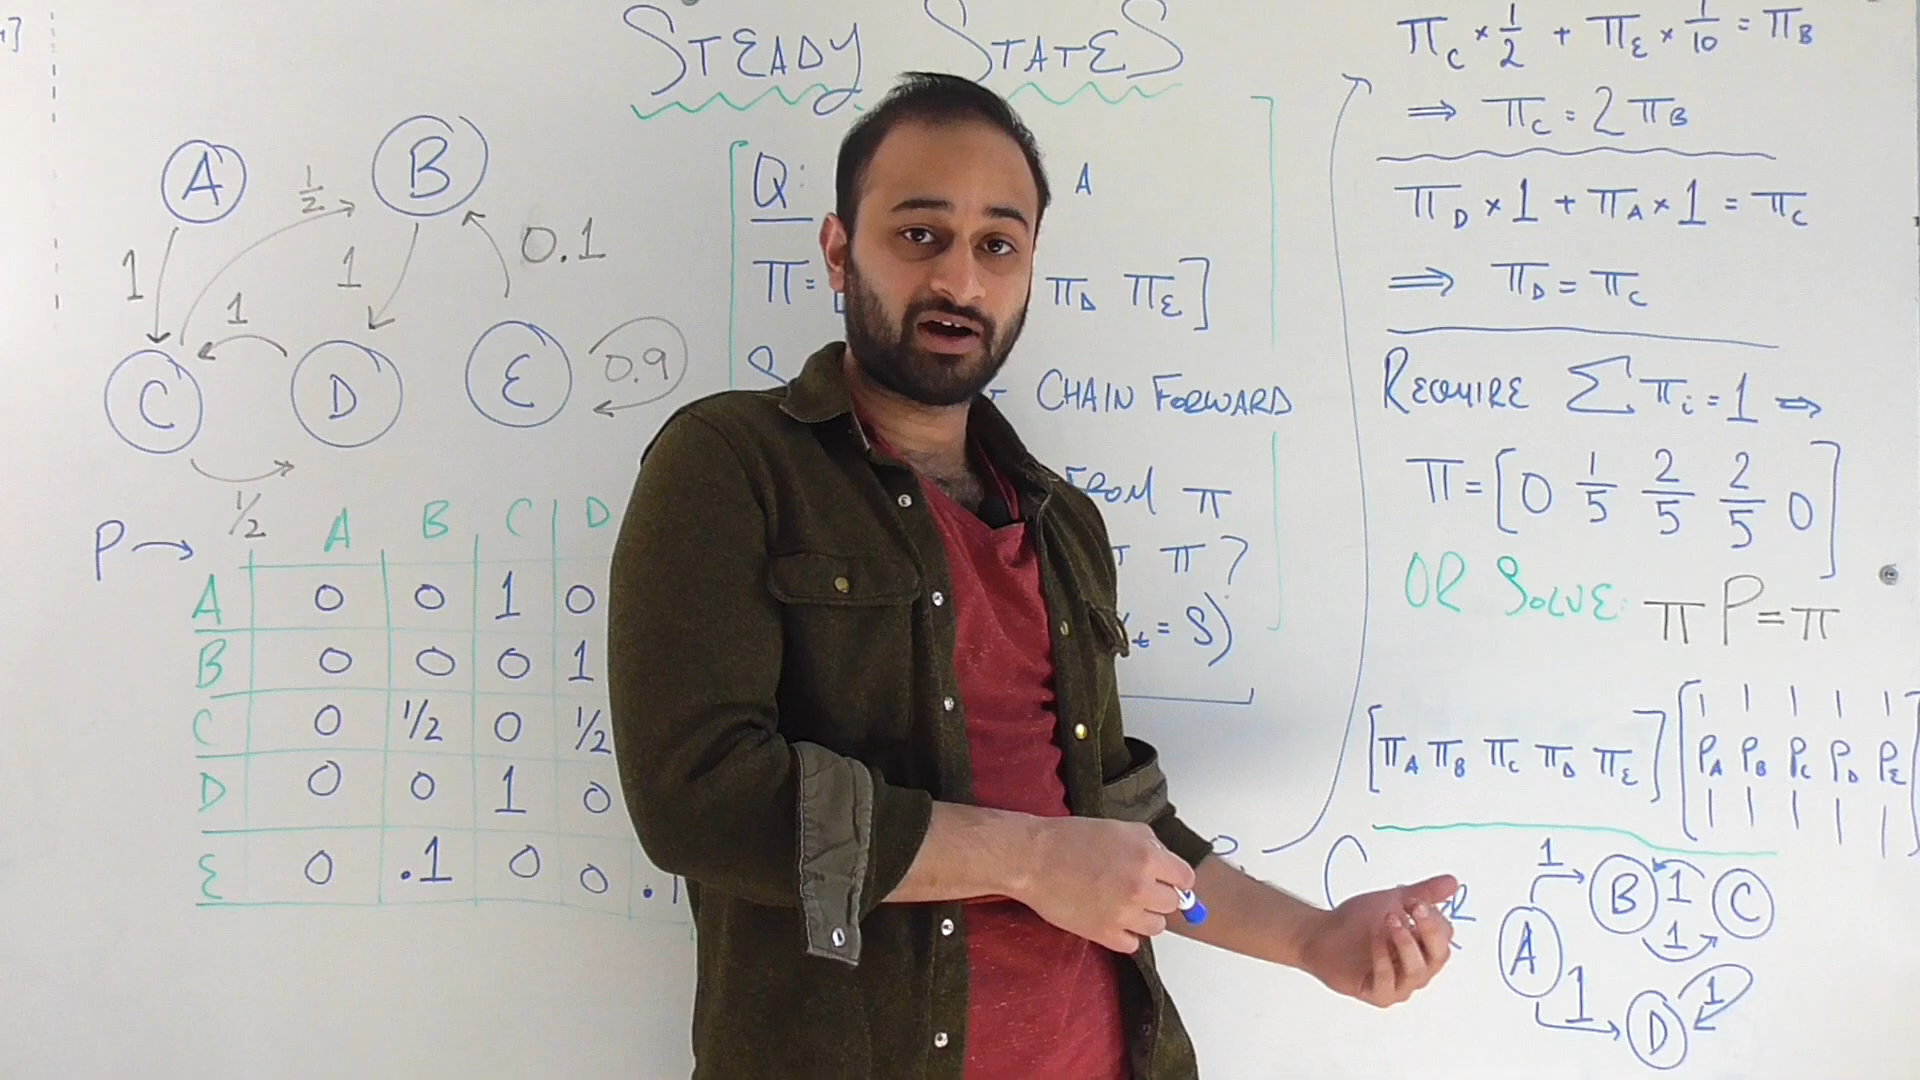 STEADY STATES
A
B
1/2
1
1
1
0.1
C
D
E
0.9
1/2
P →
A B C D
A 0 0 1 0
B 0 0 0 1
C 0 1/2 0 1/2
D 0 0 1 0
E 0 .1 0 0
Q: A
π = π_D π_E]
CHAIN FORWARD
FROM π
π ?
= S)
π_C × 1/2 + π_E × 1/10 = π_B
⇒ π_C = 2π_B
π_D × 1 + π_A × 1 = π_C
⇒ π_D = π_C
REQUIRE Σ π_i = 1 ⇒
π = [0 1/5 2/5 2/5 0]
OR SOLVE: π P = π
[π_A π_B π_C π_D π_E] [P_A P_B P_C P_D P_E
1 B 1 C
1
A
1 1
D